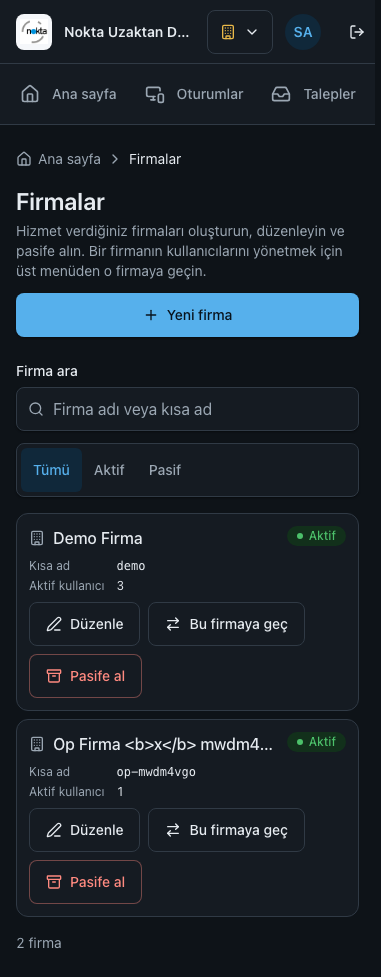 nokta
Nokta Uzaktan D...
SA
Ana sayfa
Oturumlar
Talepler
Ana sayfa > Firmalar
Firmalar
Hizmet verdiğiniz firmaları oluşturun, düzenleyin ve
pasife alın. Bir firmanın kullanıcılarını yönetmek için
üst menüden o firmaya geçin.
+ Yeni firma
Firma ara
Firma adı veya kısa ad
Tümü
Aktif
Pasif
Demo Firma
Aktif
Kısa ad demo
Aktif kullanıcı 3
Düzenle
Bu firmaya geç
Pasife al
Op Firma <b>x</b> mwdm4...
Aktif
Kısa ad op-mwdm4vgo
Aktif kullanıcı 1
Düzenle
Bu firmaya geç
Pasife al
2 firma